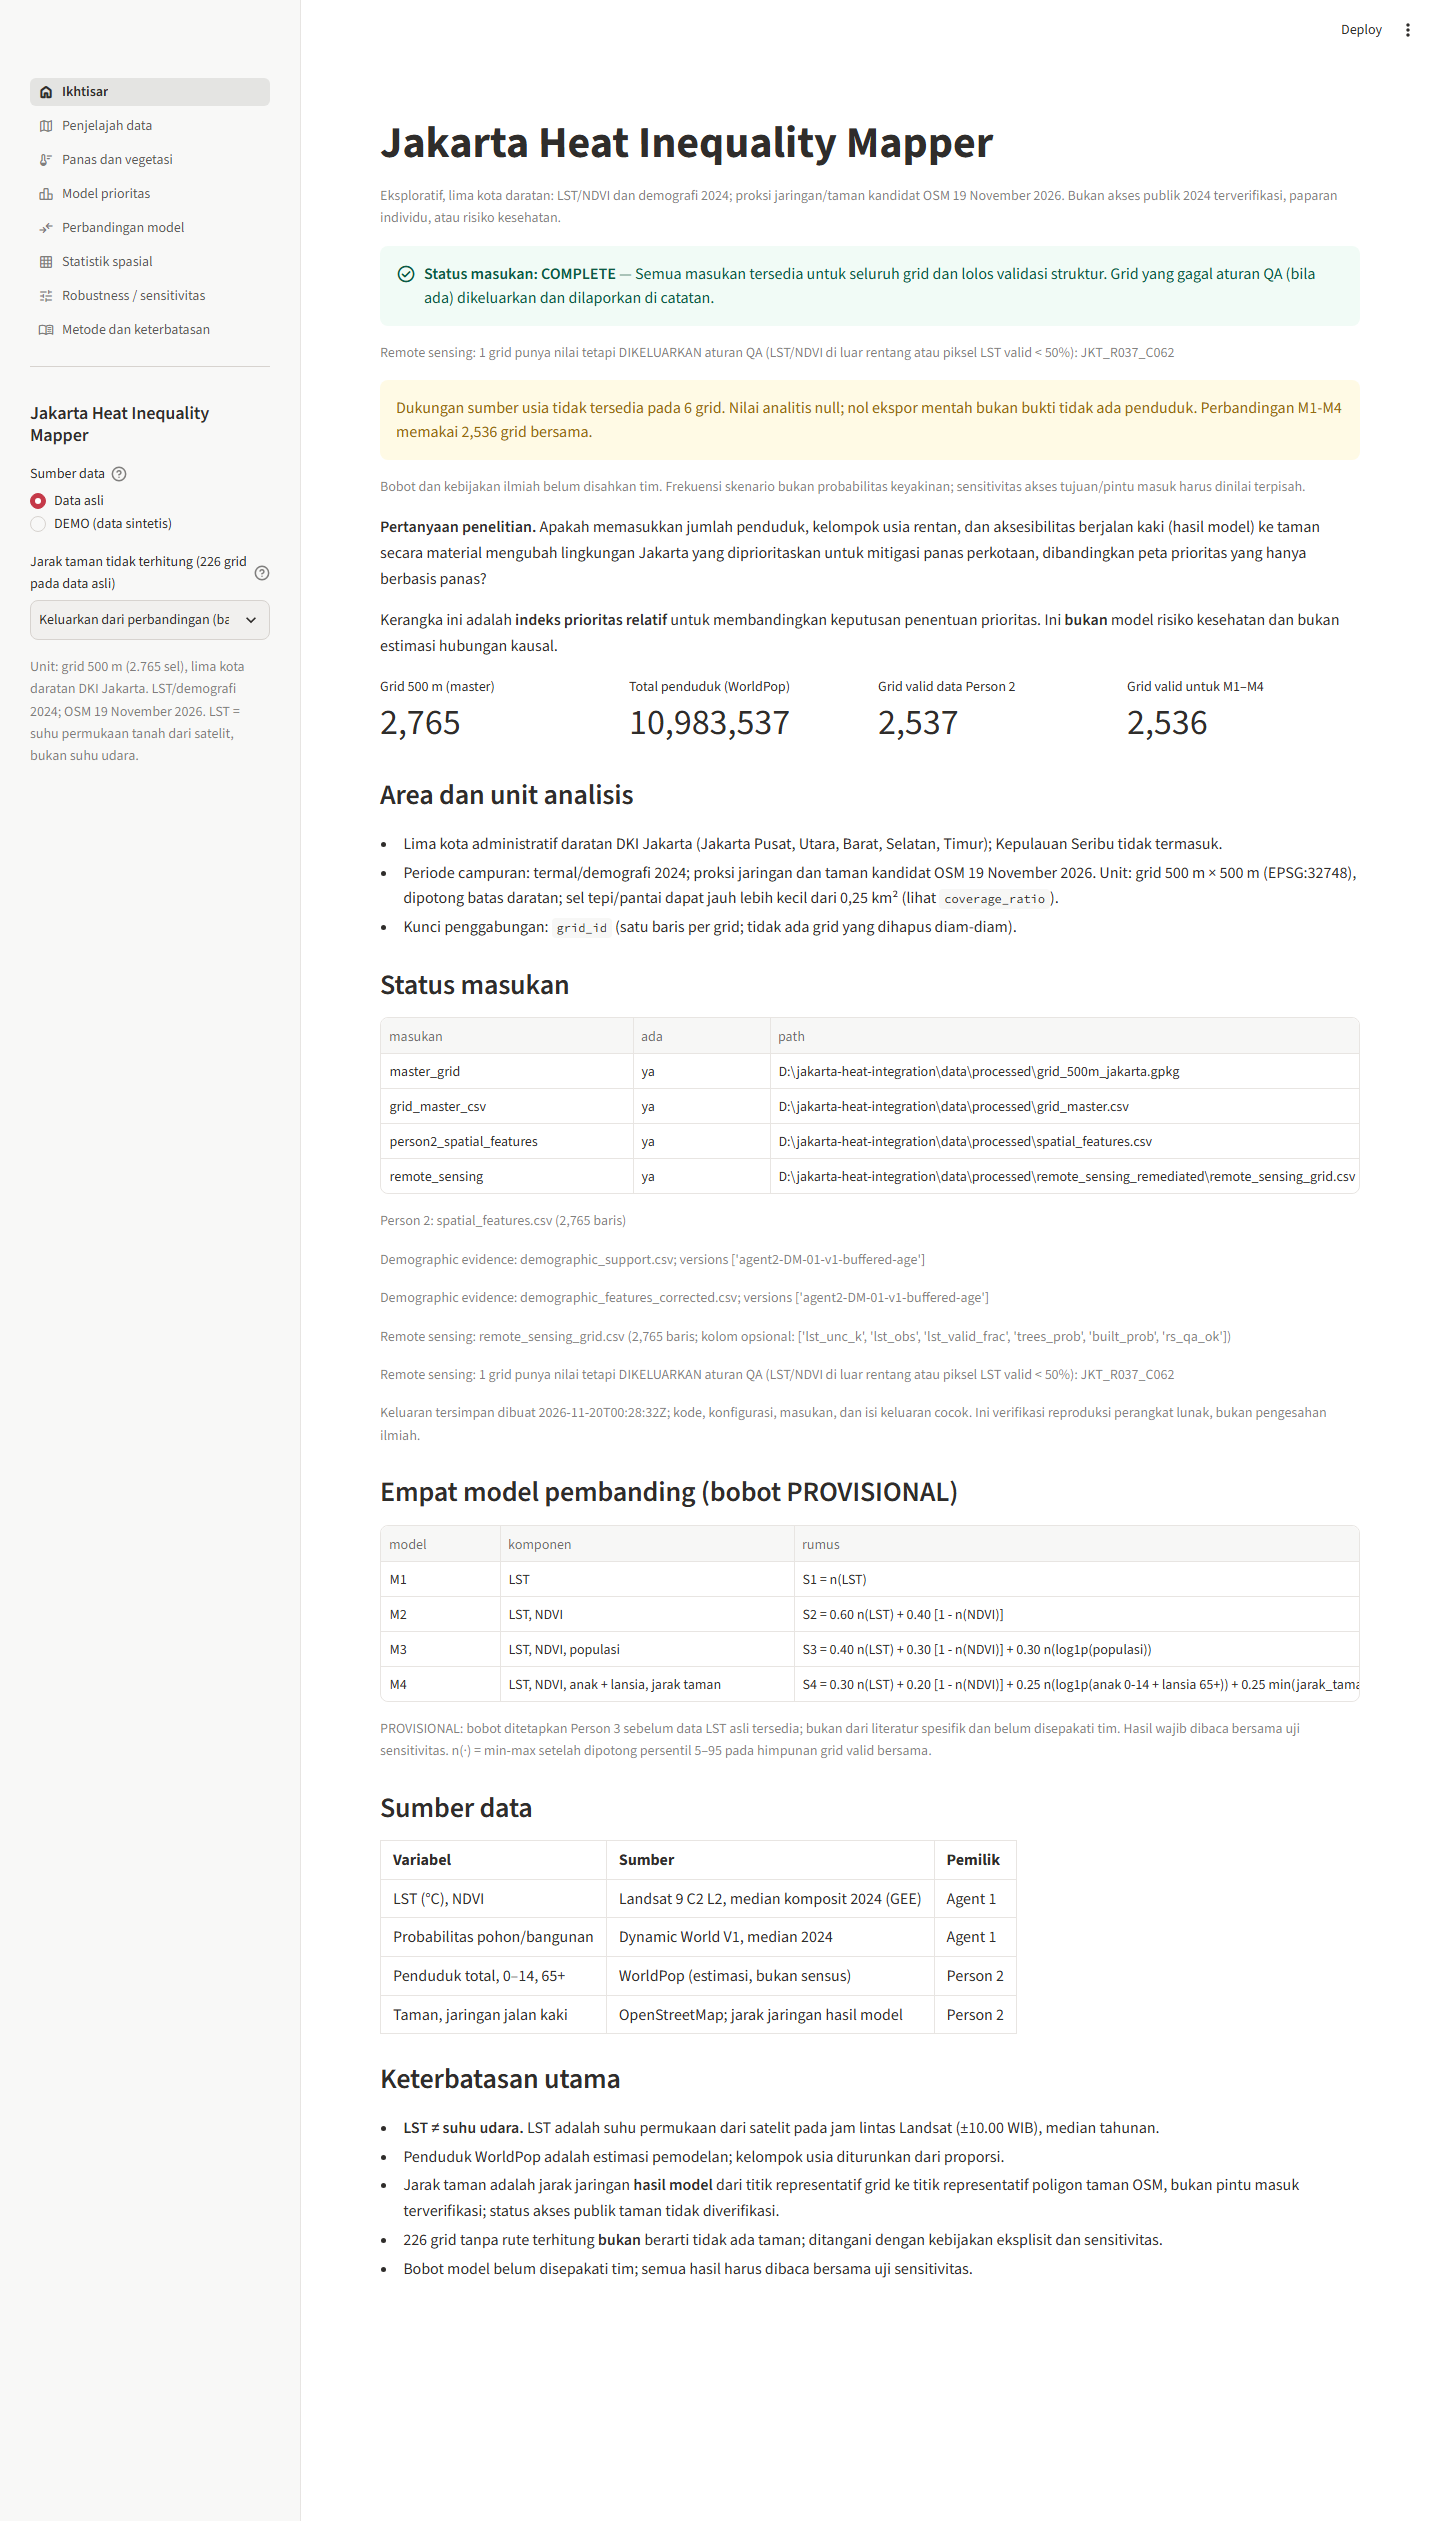 Deploy
Ikhtisar
Penjelajah data
Panas dan vegetasi
Model prioritas
Perbandingan model
Statistik spasial
Robustness / sensitivitas
Metode dan keterbatasan
Jakarta Heat Inequality
Mapper
Sumber data
Data asli
DEMO (data sintetis)
Jarak taman tidak terhitung (226 grid
pada data asli)
Keluarkan dari perbandingan (ba
Unit: grid 500 m (2.765 sel), lima kota
daratan DKI Jakarta. LST/demografi
2024; OSM 19 November 2026. LST =
suhu permukaan tanah dari satelit,
bukan suhu udara.
Jakarta Heat Inequality Mapper
Eksploratif, lima kota daratan: LST/NDVI dan demografi 2024; proksi jaringan/taman kandidat OSM 19 November 2026. Bukan akses publik 2024 terverifikasi, paparan
individu, atau risiko kesehatan.
Status masukan: COMPLETE — Semua masukan tersedia untuk seluruh grid dan lolos validasi struktur. Grid yang gagal aturan QA (bila
ada) dikeluarkan dan dilaporkan di catatan.
Remote sensing: 1 grid punya nilai tetapi DIKELUARKAN aturan QA (LST/NDVI di luar rentang atau piksel LST valid < 50%): JKT_R037_C062
Dukungan sumber usia tidak tersedia pada 6 grid. Nilai analitis null; nol ekspor mentah bukan bukti tidak ada penduduk. Perbandingan M1-M4
memakai 2,536 grid bersama.
Bobot dan kebijakan ilmiah belum disahkan tim. Frekuensi skenario bukan probabilitas keyakinan; sensitivitas akses tujuan/pintu masuk harus dinilai terpisah.
Pertanyaan penelitian. Apakah memasukkan jumlah penduduk, kelompok usia rentan, dan aksesibilitas berjalan kaki (hasil model) ke taman
secara material mengubah lingkungan Jakarta yang diprioritaskan untuk mitigasi panas perkotaan, dibandingkan peta prioritas yang hanya
berbasis panas?
Kerangka ini adalah indeks prioritas relatif untuk membandingkan keputusan penentuan prioritas. Ini bukan model risiko kesehatan dan bukan
estimasi hubungan kausal.
Grid 500 m (master)
2,765
Total penduduk (WorldPop)
10,983,537
Grid valid data Person 2
2,537
Grid valid untuk M1–M4
2,536
Area dan unit analisis
• Lima kota administratif daratan DKI Jakarta (Jakarta Pusat, Utara, Barat, Selatan, Timur); Kepulauan Seribu tidak termasuk.
• Periode campuran: termal/demografi 2024; proksi jaringan dan taman kandidat OSM 19 November 2026. Unit: grid 500 m × 500 m (EPSG:32748),
dipotong batas daratan; sel tepi/pantai dapat jauh lebih kecil dari 0,25 km² (lihat coverage_ratio ).
• Kunci penggabungan: grid_id (satu baris per grid; tidak ada grid yang dihapus diam-diam).
Status masukan
masukan ada path
master_grid ya D:\jakarta-heat-integration\data\processed\grid_500m_jakarta.gpkg
grid_master_csv ya D:\jakarta-heat-integration\data\processed\grid_master.csv
person2_spatial_features ya D:\jakarta-heat-integration\data\processed\spatial_features.csv
remote_sensing ya D:\jakarta-heat-integration\data\processed\remote_sensing_remediated\remote_sensing_grid.csv
Person 2: spatial_features.csv (2,765 baris)
Demographic evidence: demographic_support.csv; versions ['agent2-DM-01-v1-buffered-age']
Demographic evidence: demographic_features_corrected.csv; versions ['agent2-DM-01-v1-buffered-age']
Remote sensing: remote_sensing_grid.csv (2,765 baris; kolom opsional: ['lst_unc_k', 'lst_obs', 'lst_valid_frac', 'trees_prob', 'built_prob', 'rs_qa_ok'])
Remote sensing: 1 grid punya nilai tetapi DIKELUARKAN aturan QA (LST/NDVI di luar rentang atau piksel LST valid < 50%): JKT_R037_C062
Keluaran tersimpan dibuat 2026-11-20T00:28:32Z; kode, konfigurasi, masukan, dan isi keluaran cocok. Ini verifikasi reproduksi perangkat lunak, bukan pengesahan
ilmiah.
Empat model pembanding (bobot PROVISIONAL)
model komponen rumus
M1 LST S1 = n(LST)
M2 LST, NDVI S2 = 0.60 n(LST) + 0.40 [1 - n(NDVI)]
M3 LST, NDVI, populasi S3 = 0.40 n(LST) + 0.30 [1 - n(NDVI)] + 0.30 n(log1p(populasi))
M4 LST, NDVI, anak + lansia, jarak taman S4 = 0.30 n(LST) + 0.20 [1 - n(NDVI)] + 0.25 n(log1p(anak 0-14 + lansia 65+)) + 0.25 min(jarak_tama
PROVISIONAL: bobot ditetapkan Person 3 sebelum data LST asli tersedia; bukan dari literatur spesifik dan belum disepakati tim. Hasil wajib dibaca bersama uji
sensitivitas. n(·) = min-max setelah dipotong persentil 5–95 pada himpunan grid valid bersama.
Sumber data
Variabel Sumber Pemilik
LST (°C), NDVI Landsat 9 C2 L2, median komposit 2024 (GEE) Agent 1
Probabilitas pohon/bangunan Dynamic World V1, median 2024 Agent 1
Penduduk total, 0–14, 65+ WorldPop (estimasi, bukan sensus) Person 2
Taman, jaringan jalan kaki OpenStreetMap; jarak jaringan hasil model Person 2
Keterbatasan utama
• LST ≠ suhu udara. LST adalah suhu permukaan dari satelit pada jam lintas Landsat (±10.00 WIB), median tahunan.
• Penduduk WorldPop adalah estimasi pemodelan; kelompok usia diturunkan dari proporsi.
• Jarak taman adalah jarak jaringan hasil model dari titik representatif grid ke titik representatif poligon taman OSM, bukan pintu masuk
terverifikasi; status akses publik taman tidak diverifikasi.
• 226 grid tanpa rute terhitung bukan berarti tidak ada taman; ditangani dengan kebijakan eksplisit dan sensitivitas.
• Bobot model belum disepakati tim; semua hasil harus dibaca bersama uji sensitivitas.